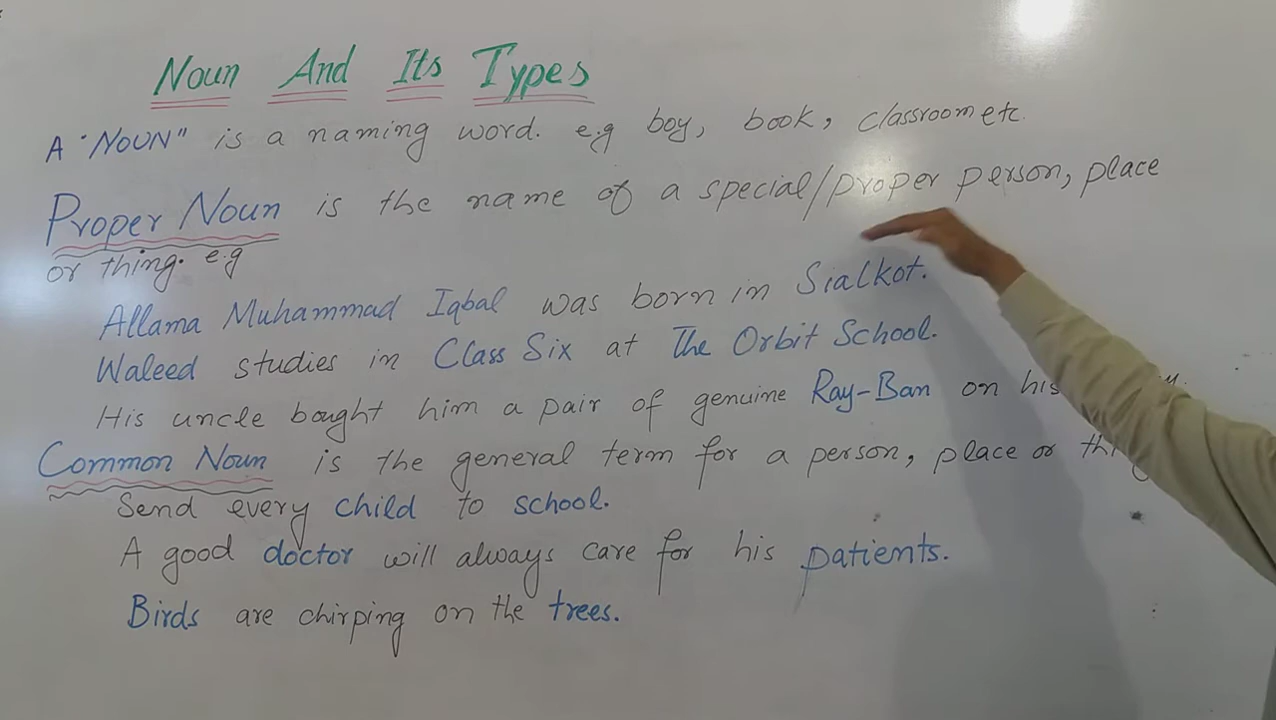 Noun And Its Types
A "NOUN" is a naming word. e.g boy, book, classroom etc.
Proper Noun is the name of a special/proper person, place
or thing. e.g
Allama Muhammad Iqbal was born in Sialkot.
Waleed studies in Class Six at The Orbit School.
His uncle bought him a pair of genuine Ray-Ban on his
Common Noun is the general term for a person, place or
Send every child to school.
A good doctor will always care for his patients.
Birds are chirping on the trees.